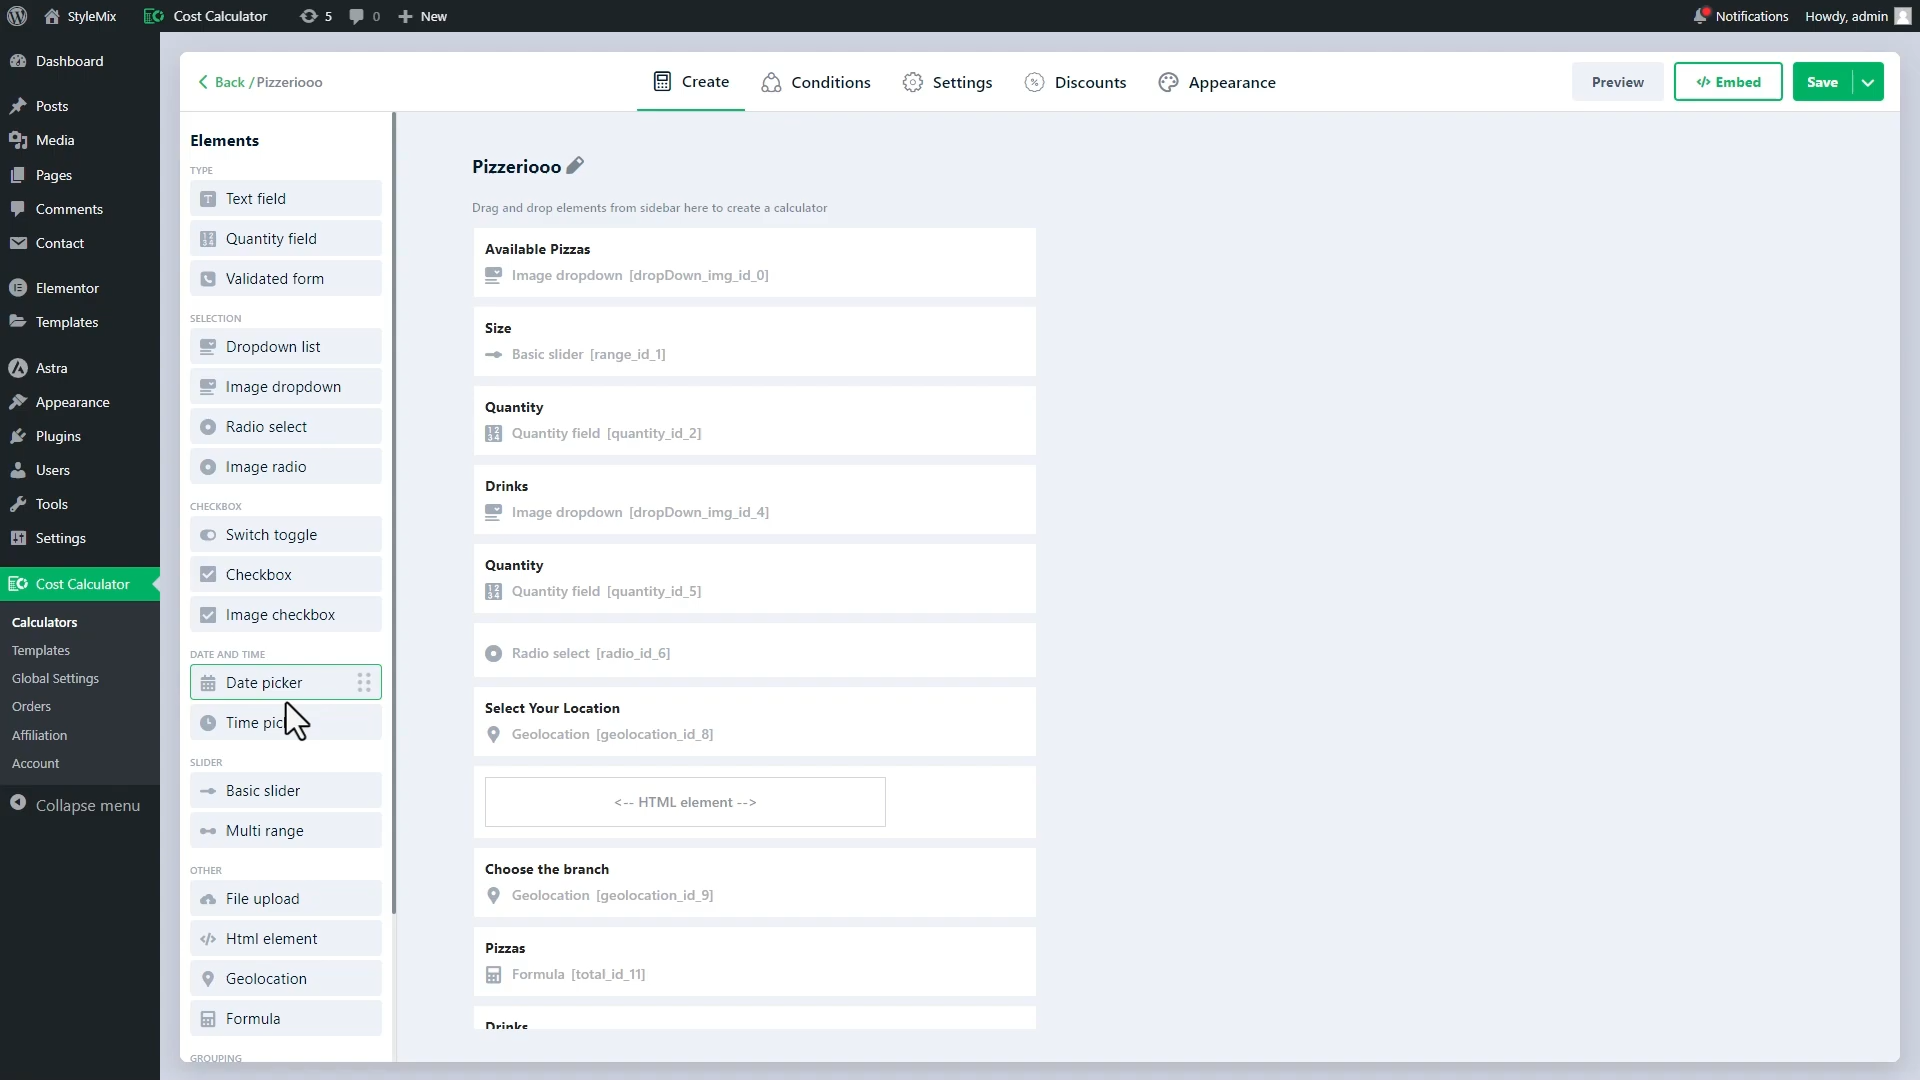 StyleMix
Cost Calculator
5
0
New
Notifications
Howdy, admin
Dashboard
Posts
Media
Pages
Comments
Contact
Elementor
Templates
Astra
Appearance
Plugins
Users
Tools
Settings
Cost Calculator
Calculators
Templates
Global Settings
Orders
Affiliation
Account
Collapse menu
Back / Pizzeriooo
Create
Conditions
Settings
Discounts
Appearance
Preview
</> Embed
Save
Elements
TYPE
Text field
Quantity field
Validated form
SELECTION
Dropdown list
Image dropdown
Radio select
Image radio
CHECKBOX
Switch toggle
Checkbox
Image checkbox
DATE AND TIME
Date picker
Time
SLIDER
Basic slider
Multi range
OTHER
File upload
Html element
Geolocation
Formula
GROUPING
Pizzeriooo
Drag and drop elements from sidebar here to create a calculator
Available Pizzas
Image dropdown [dropDown_img_id_0]
Size
Basic slider [range_id_1]
Quantity
Quantity field [quantity_id_2]
Drinks
Image dropdown [dropDown_img_id_4]
Quantity
Quantity field [quantity_id_5]
Radio select [radio_id_6]
Select Your Location
Geolocation [geolocation_id_8]
<-- HTML element -->
Choose the branch
Geolocation [geolocation_id_9]
Pizzas
Formula [total_id_11]
Drinks